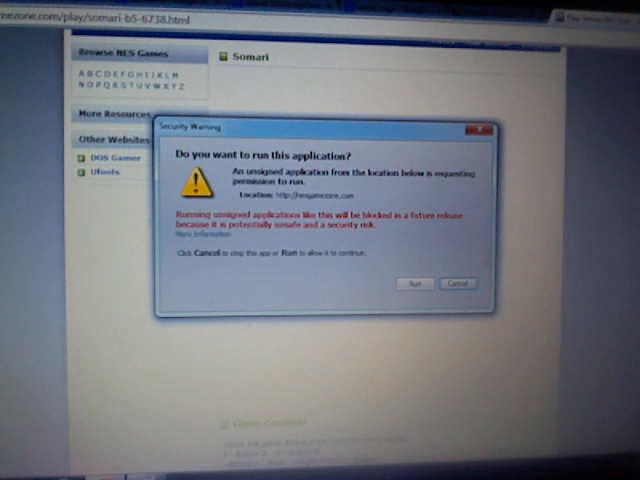 mezone.com/play/somari-b5-6738.html
Browse NES Games
A B C D E F G H I J K L M
N O P Q R S T U V W X Y Z
Somari
More Resources
Other Websites
DOS Gamer
Ufonts
Security Warning
Do you want to run this application?
An unsigned application from the location below is requesting
permission to run.
Location: http://nesgamezone.com
Running unsigned applications like this will be blocked in a future release
because it is potentially unsafe and a security risk.
More Information
Click Cancel to stop this app or Run to allow it to continue.
Run
Cancel
Game Controls